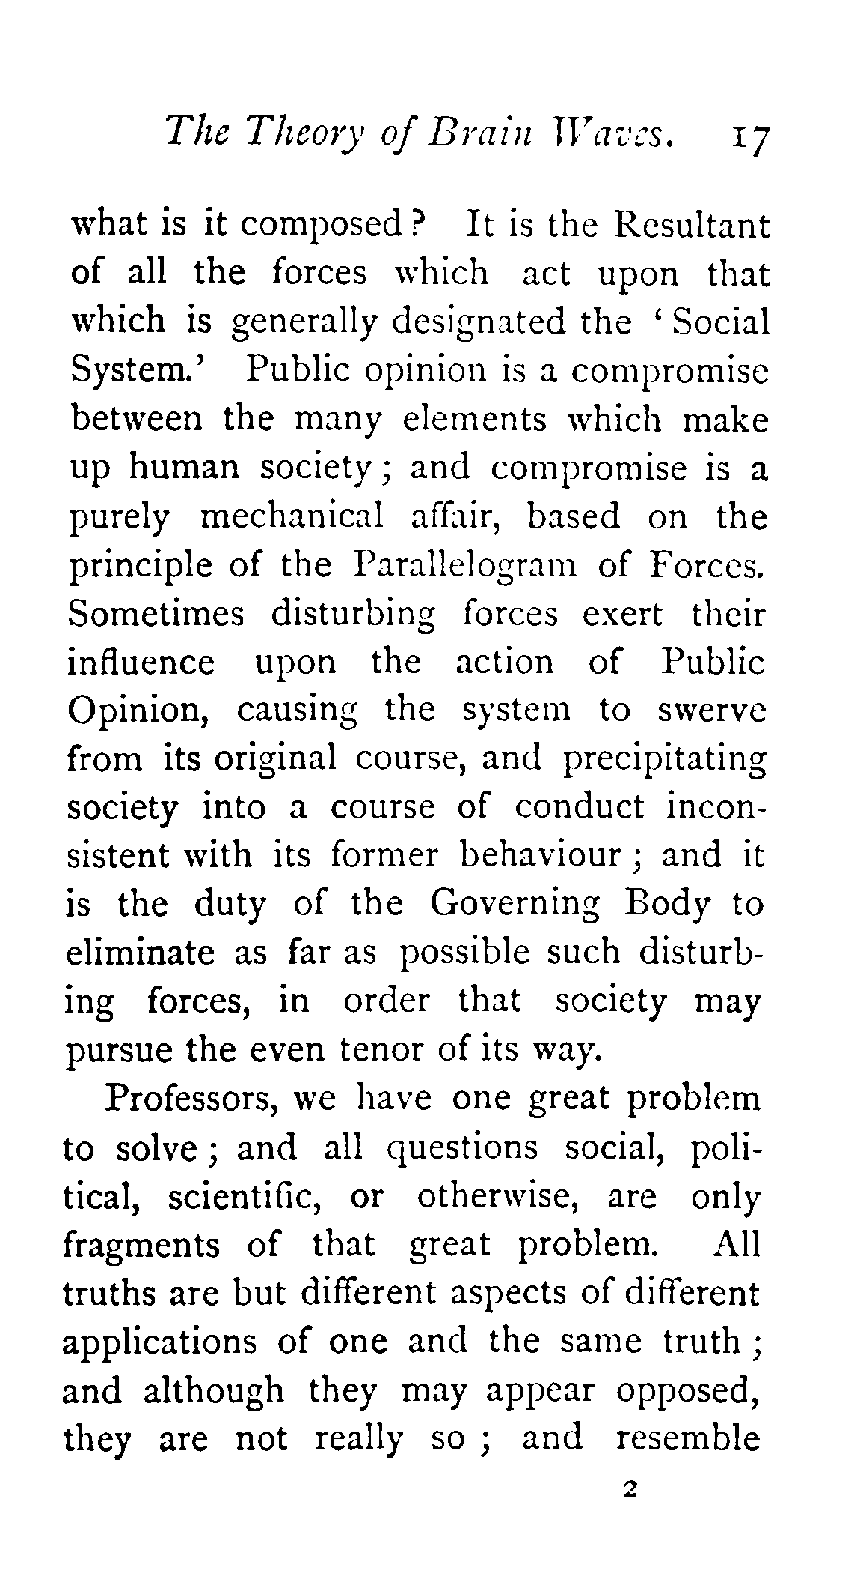 The Theory of Brain Waves. 17
what is it composed? It is the Resultant
of all the forces which act upon that
which is generally designated the ‘Social
System.’ Public opinion is a compromise
between the many elements which make
up human society; and compromise is a
purely mechanical affair, based on the
principle of the Parallelogram of Forces.
Sometimes disturbing forces exert their
influence upon the action of Public
Opinion, causing the system to swerve
from its original course, and precipitating
society into a course of conduct incon-
sistent with its former behaviour; and it
is the duty of the Governing Body to
eliminate as far as possible such disturb-
ing forces, in order that society may
pursue the even tenor of its way.
Professors, we have one great problem
to solve; and all questions social, poli-
tical, scientific, or otherwise, are only
fragments of that great problem. All
truths are but different aspects of different
applications of one and the same truth;
and although they may appear opposed,
they are not really so; and resemble
2